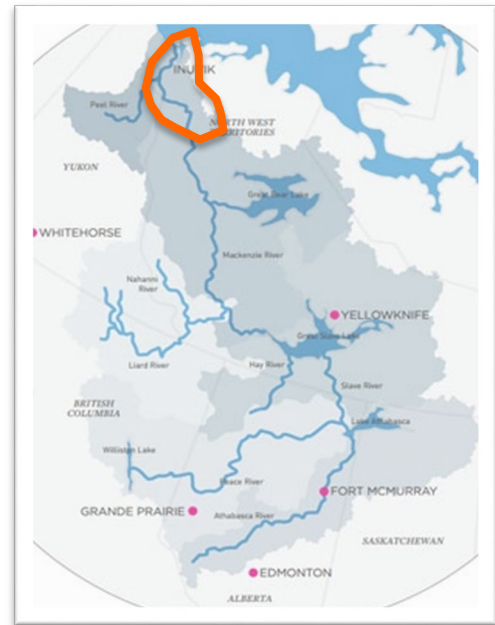 INUVIK
Peel River
NORTH WEST
TERRITORIES
YUKON
Great Bear Lake
WHITEHORSE
Mackenzie River
Nahanni
River
YELLOWKNIFE
Great Slave Lake
Hay River
Liard River
Slave River
BRITISH
COLUMBIA
Lake Athabasca
Williston Lake
Peace River
FORT MCMURRAY
GRANDE PRAIRIE
Athabasca River
SASKATCHEWAN
EDMONTON
ALBERTA